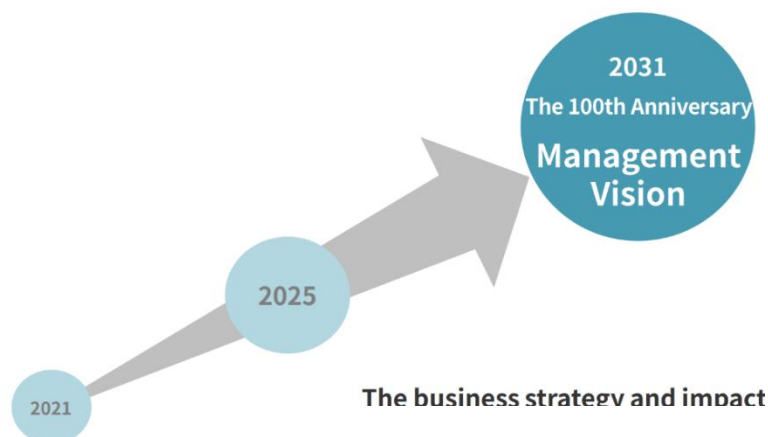 2031
The 100th Anniversary
Management
Vision
2025
The business strategy and impact
2021